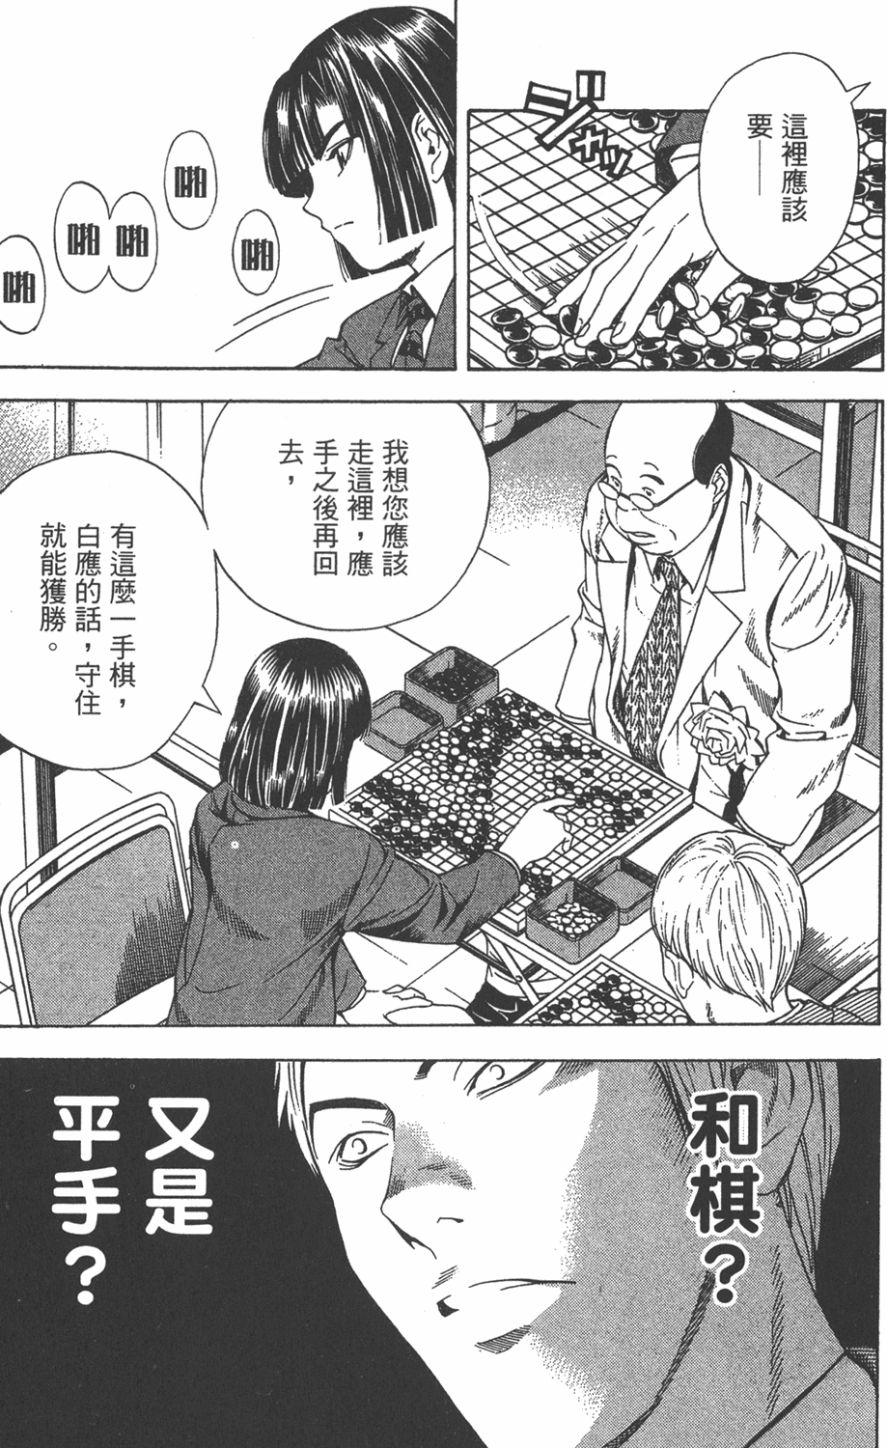 這裡應該
要──
ジャッ
啪
啪
啪
啪
啪
我想您應該
走這裡，應
手之後再回
去，
有這麼一手棋，
白應的話，守住
就能獲勝。
和棋？
又是
平手？